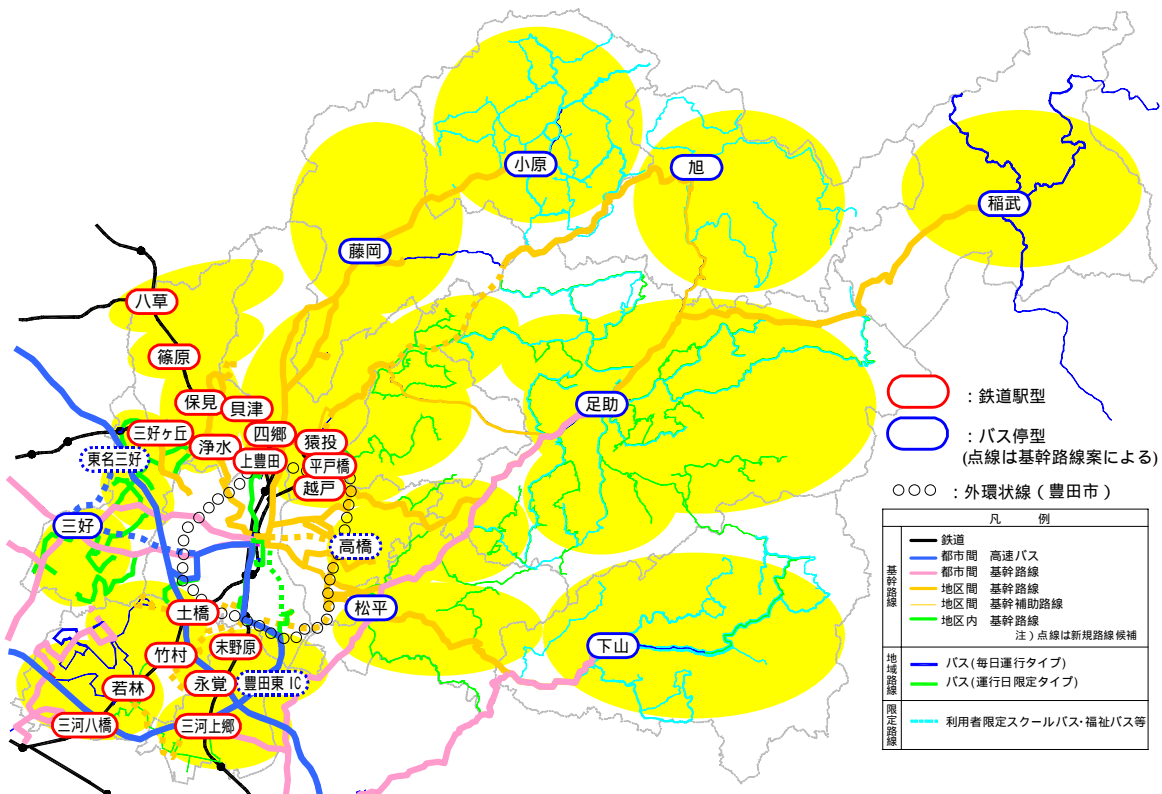 小原
旭
稲武
藤岡
八草
篠原
保見
貝津
足助
：鉄道駅型
三好ヶ丘
浄水
四郷
猿投
：バス停型
(点線は基幹路線案による)
東名三好
上豊田
平戸橋
越戸
：外環状線（豊田市）
三好
高橋
土橋
松平
竹村
末野原
下山
若林
永覚
豊田東IC
三河八橋
三河上郷
凡　例
基幹路線
鉄道
都市間　高速バス
都市間　基幹路線
地区間　基幹路線
地区間　基幹補助路線
地区内　基幹路線
注）点線は新規路線候補
地域路線
バス(毎日運行タイプ)
バス(運行日限定タイプ)
限定路線
利用者限定スクールバス・福祉バス等